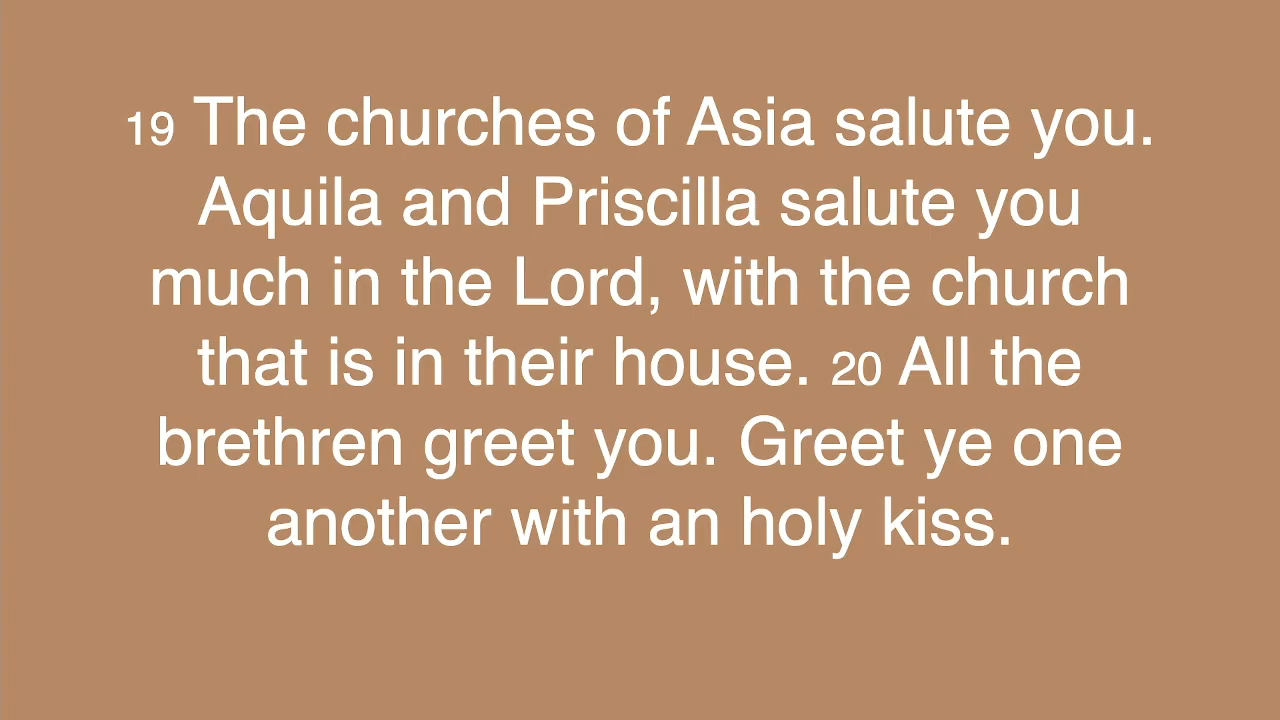 19 The churches of Asia salute you.
Aquila and Priscilla salute you
much in the Lord, with the church
that is in their house. 20 All the
brethren greet you. Greet ye one
another with an holy kiss.